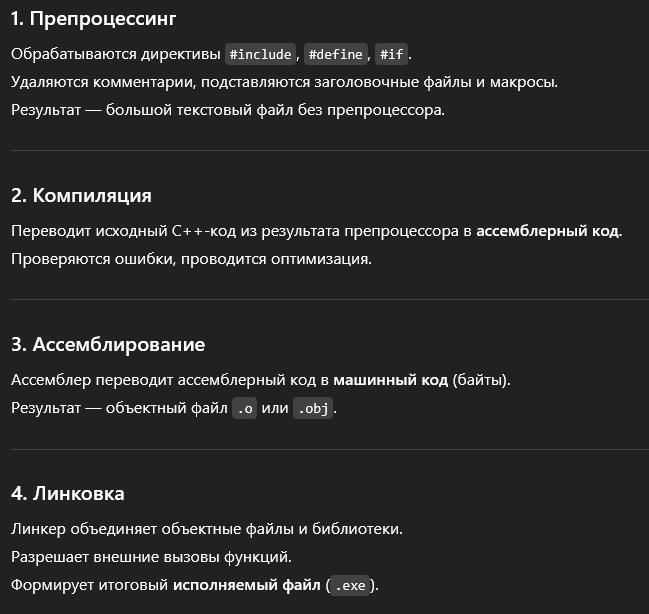 1. Препроцессинг
Обрабатываются директивы #include, #define, #if.
Удаляются комментарии, подставляются заголовочные файлы и макросы.
Результат — большой текстовый файл без препроцессора.
2. Компиляция
Переводит исходный C++-код из результата препроцессора в ассемблерный код.
Проверяются ошибки, проводится оптимизация.
3. Ассемблирование
Ассемблер переводит ассемблерный код в машинный код (байты).
Результат — объектный файл .o или .obj.
4. Линковка
Линкер объединяет объектные файлы и библиотеки.
Разрешает внешние вызовы функций.
Формирует итоговый исполняемый файл (.exe).